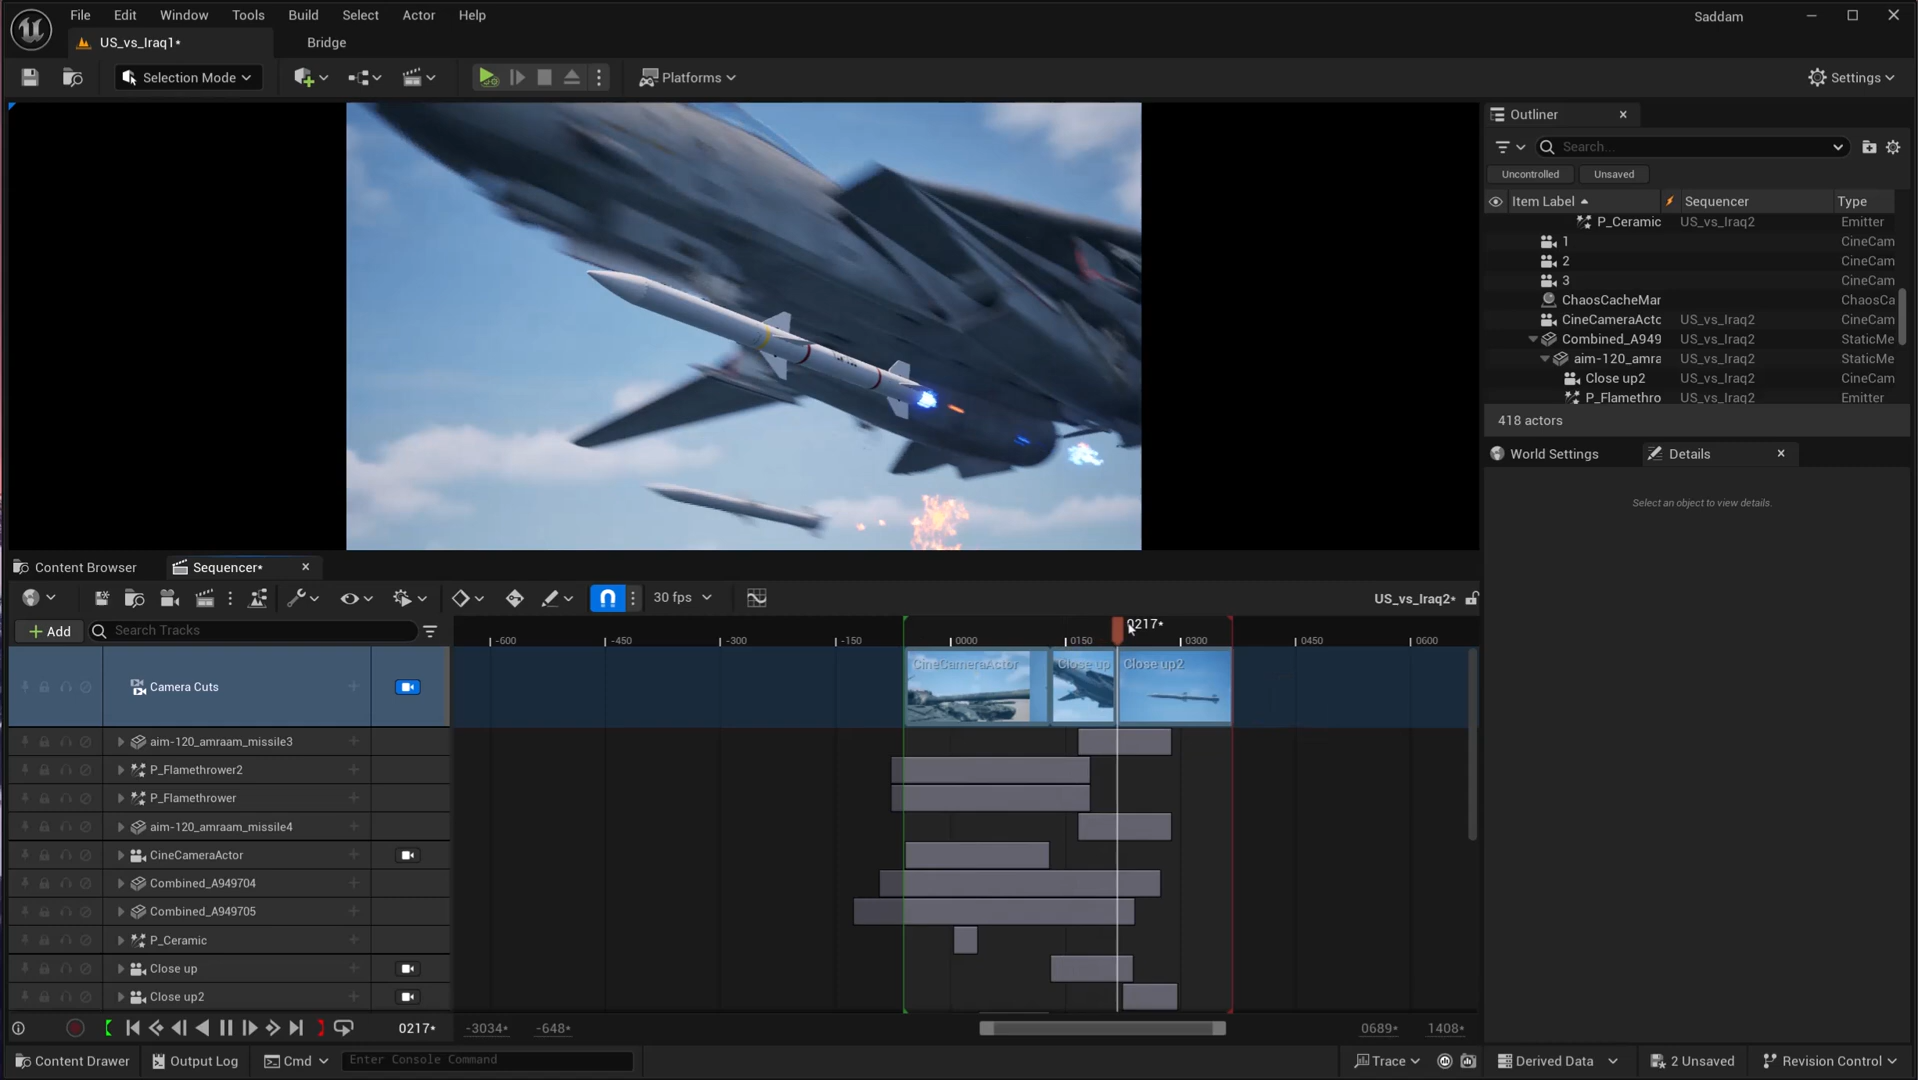 File Edit Window Tools Build Select Actor Help
Saddam
US_vs_Iraq1*
Bridge
Selection Mode
Platforms
Settings
Outliner
Search...
Uncontrolled
Unsaved
Item Label
Sequencer
Type
P_Ceramic US_vs_Iraq2 Emitter
1 CineCam
2 CineCam
3 CineCam
ChaosCacheMar ChaosCa
CineCameraActo US_vs_Iraq2 CineCam
Combined_A949 US_vs_Iraq2 StaticMe
aim-120_amra US_vs_Iraq2 StaticMe
Close up2 US_vs_Iraq2 CineCam
P_Flamethro US_vs_Iraq2 Emitter
418 actors
World Settings
Details
Select an object to view details.
Content Browser
Sequencer*
30 fps
US_vs_Iraq2*
+ Add
Search Tracks
0217*
-600 -450 -300 -150 0000 0150 0300 0450 0600
Camera Cuts
CineCameraActor
Close up
Close up2
aim-120_amraam_missile3
P_Flamethrower2
P_Flamethrower
aim-120_amraam_missile4
CineCameraActor
Combined_A949704
Combined_A949705
P_Ceramic
Close up
Close up2
0217*
-3034*
-648*
0689*
1408*
Content Drawer
Output Log
Cmd
Enter Console Command
Trace
Derived Data
2 Unsaved
Revision Control